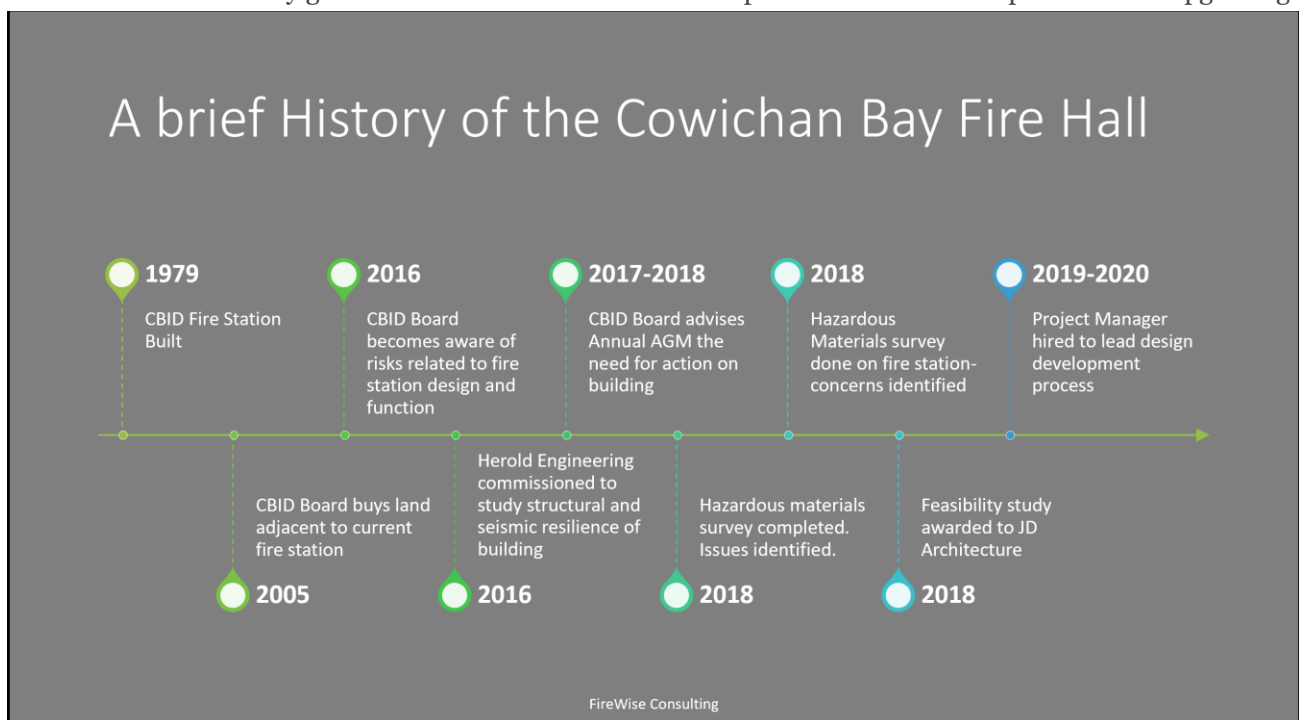 A brief History of the Cowichan Bay Fire Hall
1979
CBID Fire Station
Built
2016
CBID Board
becomes aware of
risks related to fire
station design and
function
2017-2018
CBID Board advises
Annual AGM the
need for action on
building
2018
Hazardous
Materials survey
done on fire station-
concerns identified
2019-2020
Project Manager
hired to lead design
development
process
CBID Board buys land
adjacent to current
fire station
2005
Herold Engineering
commissioned to
study structural and
seismic resilience of
building
2016
Hazardous materials
survey completed.
Issues identified.
2018
Feasibility study
awarded to JD
Architecture
2018
FireWise Consulting